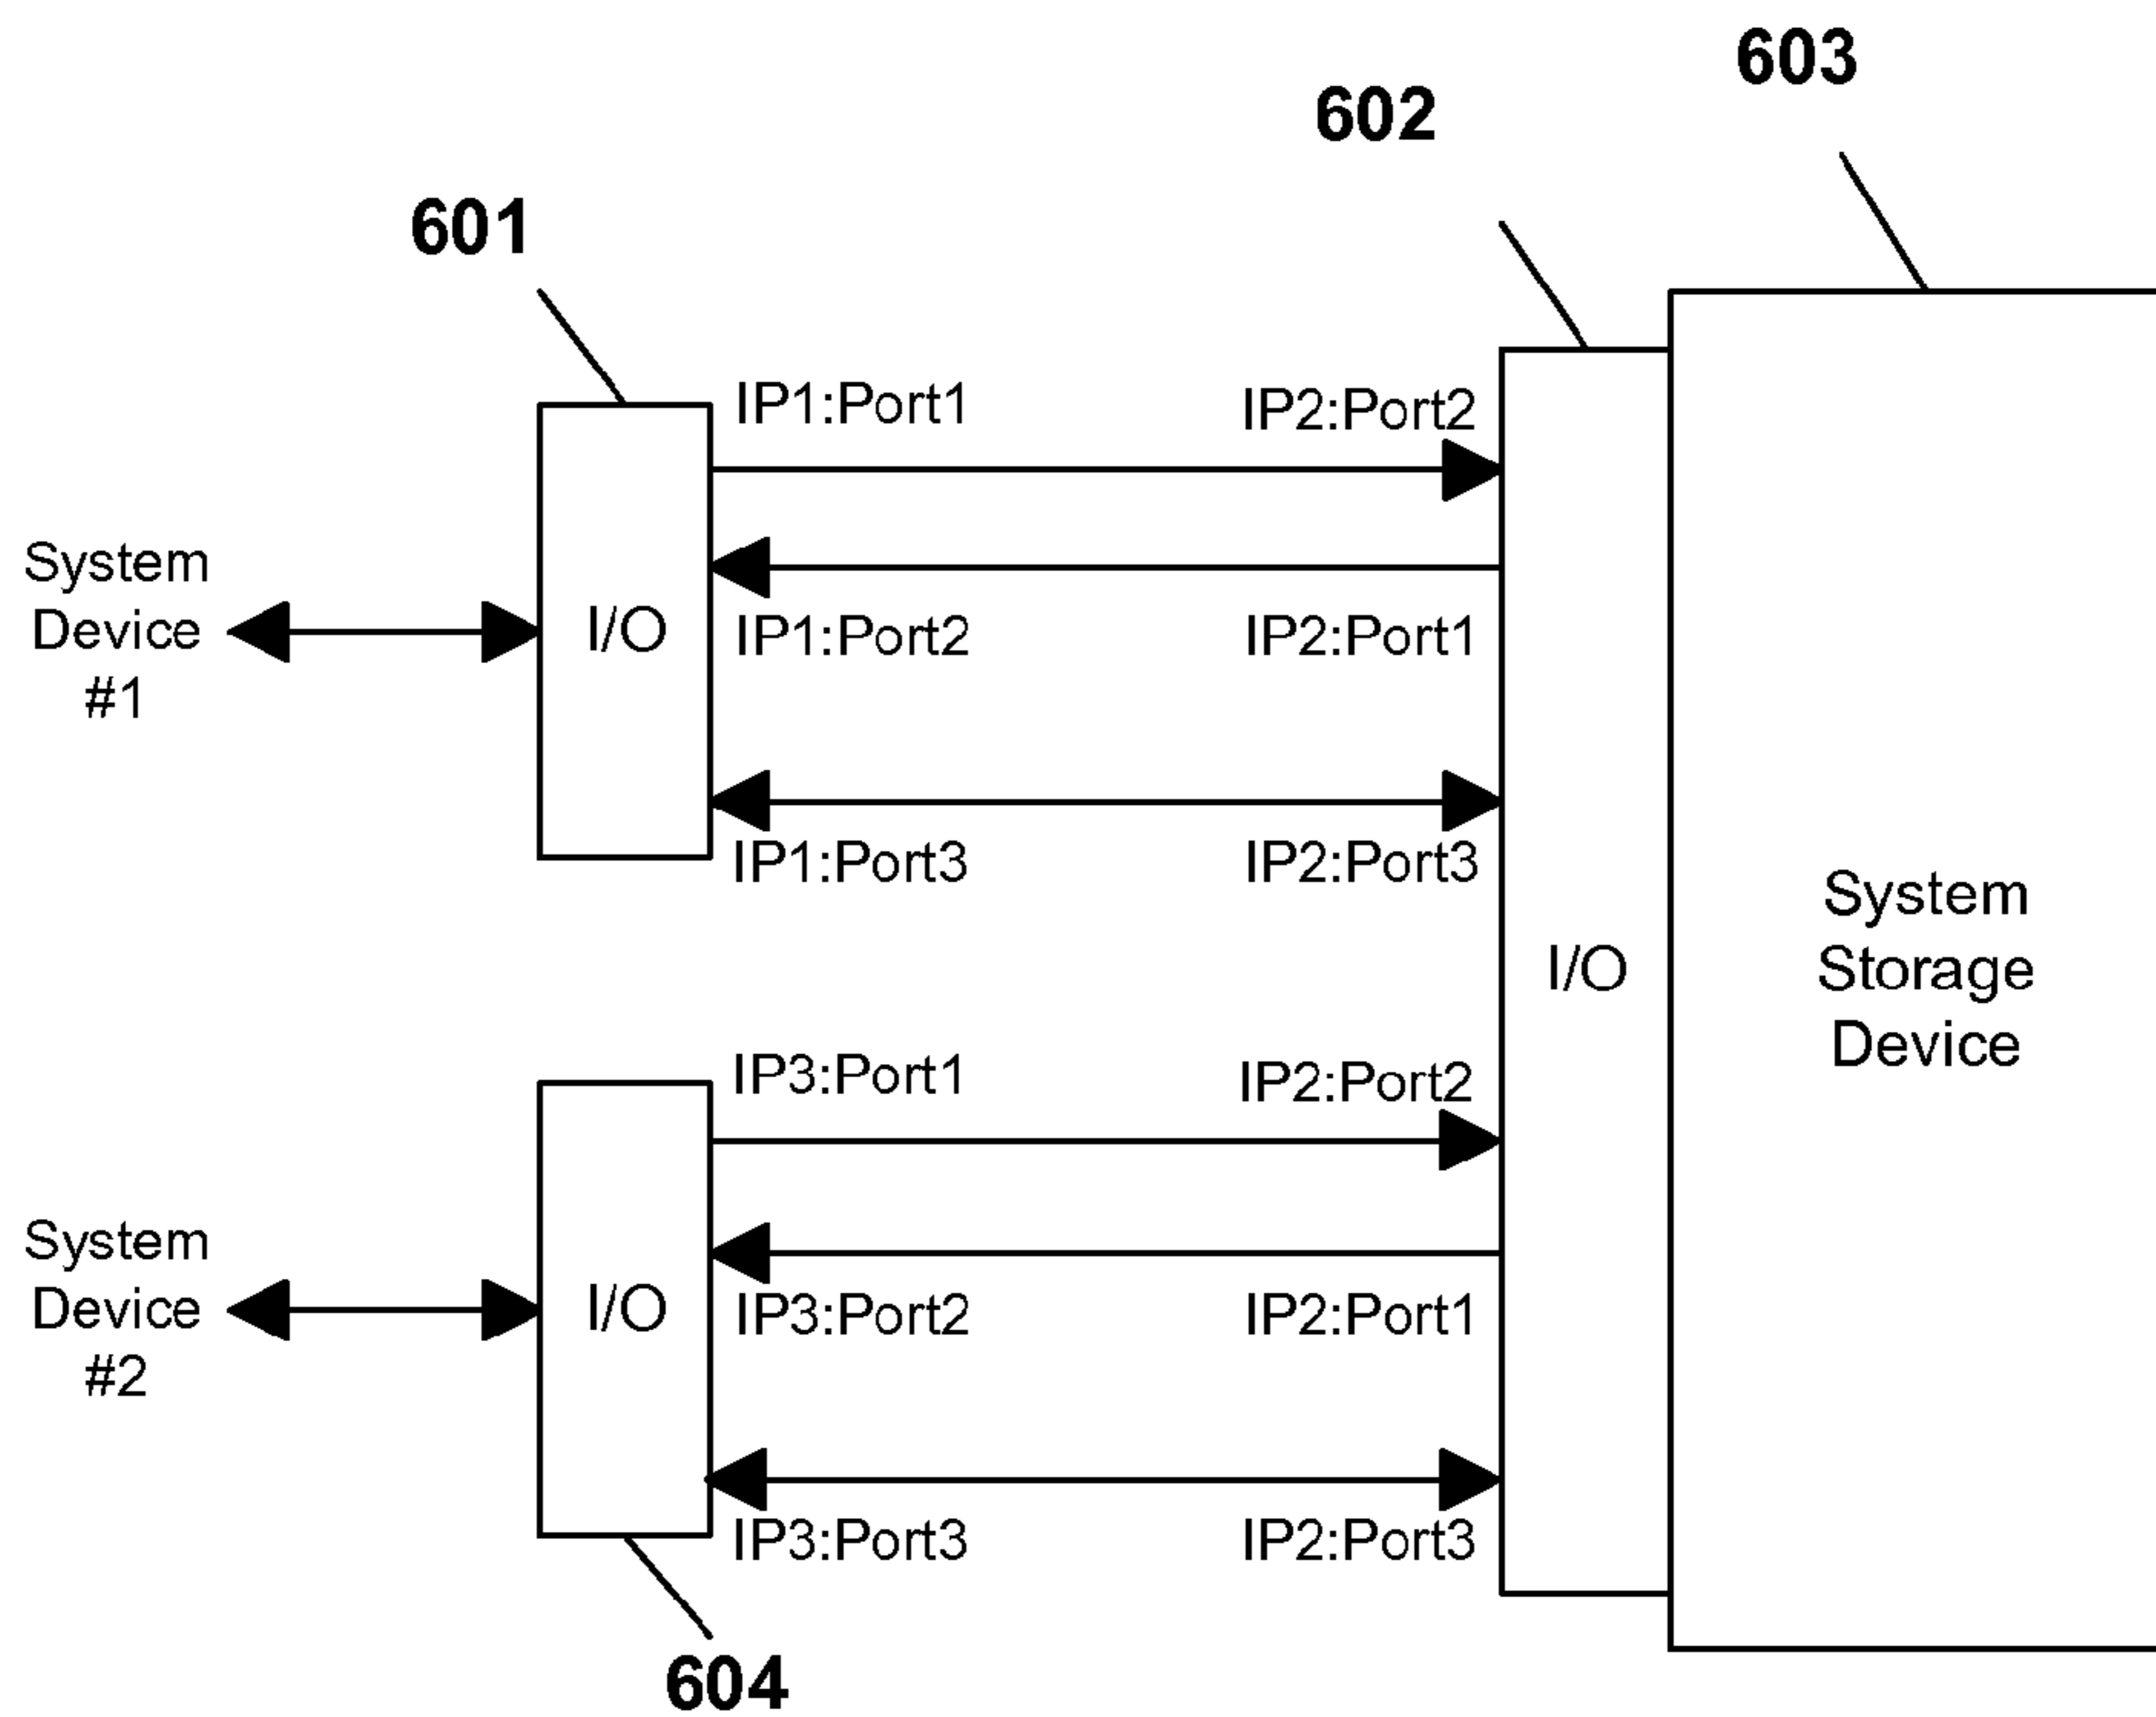 603
602
601
IP1:Port1
IP2:Port2
System
Device
#1
I/O
IP1:Port2
IP2:Port1
IP1:Port3
IP2:Port3
System
Storage
Device
I/O
IP3:Port1
IP2:Port2
System
Device
#2
I/O
IP3:Port2
IP2:Port1
IP3:Port3
IP2:Port3
604